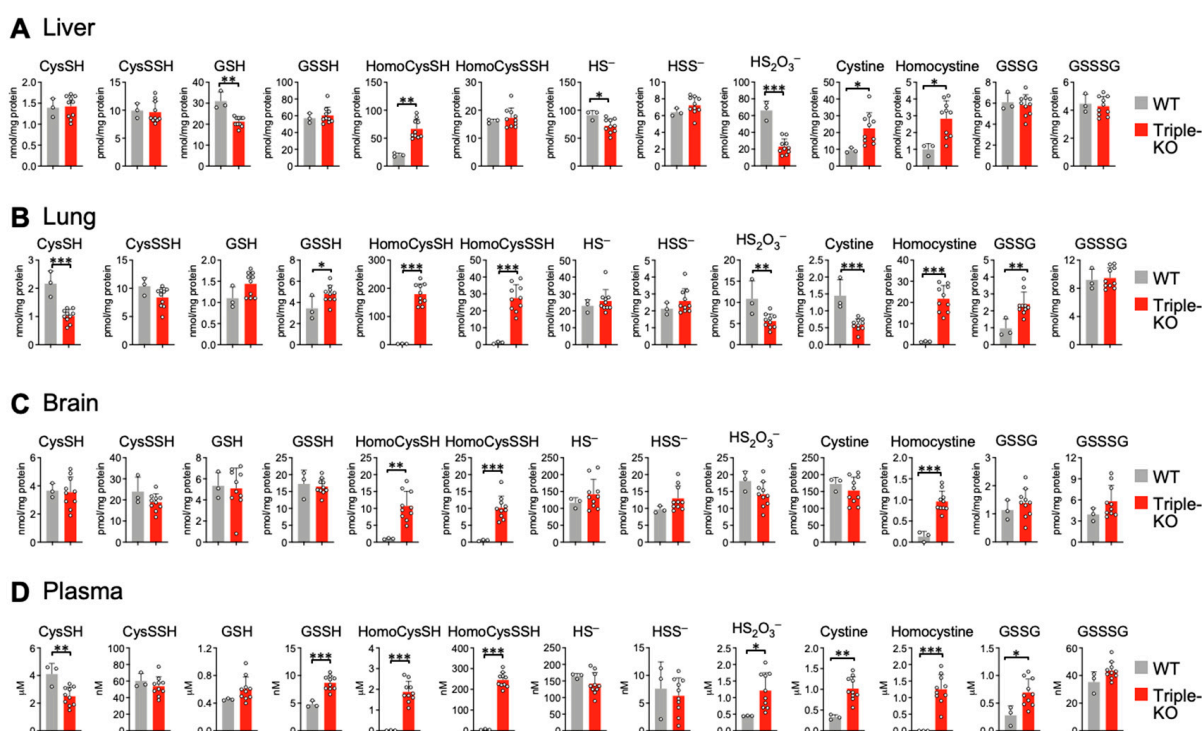 A Liver
CysSH CysSSH GSH GSSH HomoCysSH HomoCysSSH HS⁻ HSS⁻ HS₂O₃⁻ Cystine Homocystine GSSG GSSSG
** ** * *** * *
nmol/mg protein pmol/mg protein nmol/mg protein pmol/mg protein pmol/mg protein pmol/mg protein pmol/mg protein pmol/mg protein pmol/mg protein pmol/mg protein pmol/mg protein nmol/mg protein pmol/mg protein
WT
Triple-
KO
B Lung
CysSH CysSSH GSH GSSH HomoCysSH HomoCysSSH HS⁻ HSS⁻ HS₂O₃⁻ Cystine Homocystine GSSG GSSSG
*** * *** *** ** *** *** **
nmol/mg protein pmol/mg protein nmol/mg protein pmol/mg protein pmol/mg protein pmol/mg protein pmol/mg protein pmol/mg protein pmol/mg protein nmol/mg protein pmol/mg protein nmol/mg protein pmol/mg protein
WT
Triple-
KO
C Brain
CysSH CysSSH GSH GSSH HomoCysSH HomoCysSSH HS⁻ HSS⁻ HS₂O₃⁻ Cystine Homocystine GSSG GSSSG
** *** ***
nmol/mg protein pmol/mg protein nmol/mg protein pmol/mg protein pmol/mg protein pmol/mg protein pmol/mg protein pmol/mg protein pmol/mg protein pmol/mg protein pmol/mg protein nmol/mg protein pmol/mg protein
WT
Triple-
KO
D Plasma
CysSH CysSSH GSH GSSH HomoCysSH HomoCysSSH HS⁻ HSS⁻ HS₂O₃⁻ Cystine Homocystine GSSG GSSSG
** *** *** *** * ** *** *
μM nM μM nM μM nM nM nM μM μM μM μM nM
WT
Triple-
KO